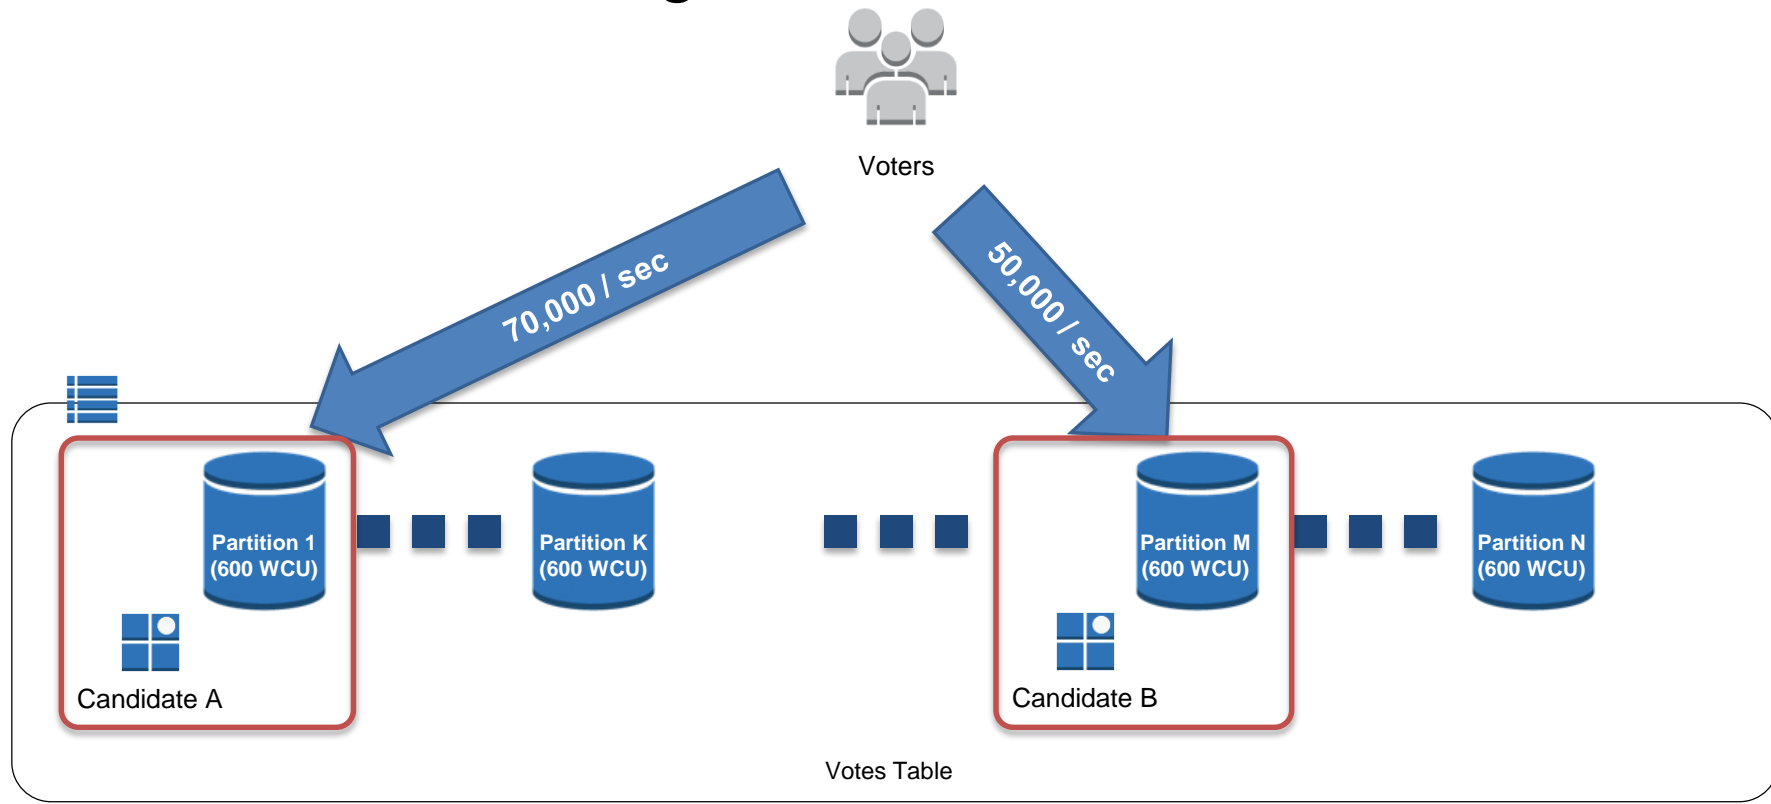 Voters
70,000 / sec
50,000 / sec
Partition 1
(600 WCU)
Partition K
(600 WCU)
Partition M
(600 WCU)
Partition N
(600 WCU)
Candidate A
Candidate B
Votes Table